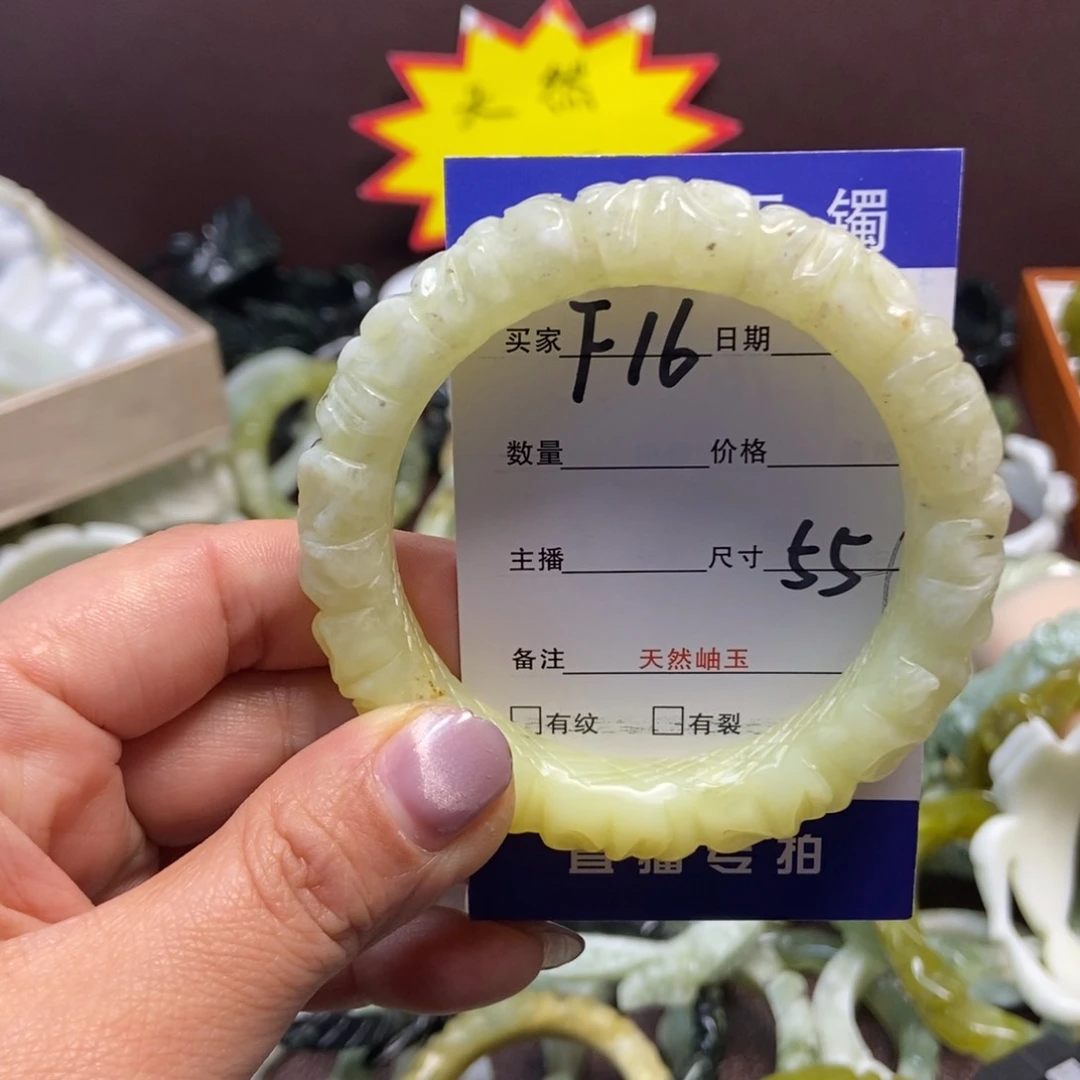 天然
玉镯
买家 F16 日期
数量 价格
主播 尺寸 55
备注 天然岫玉
□有纹 □有裂
直播专拍